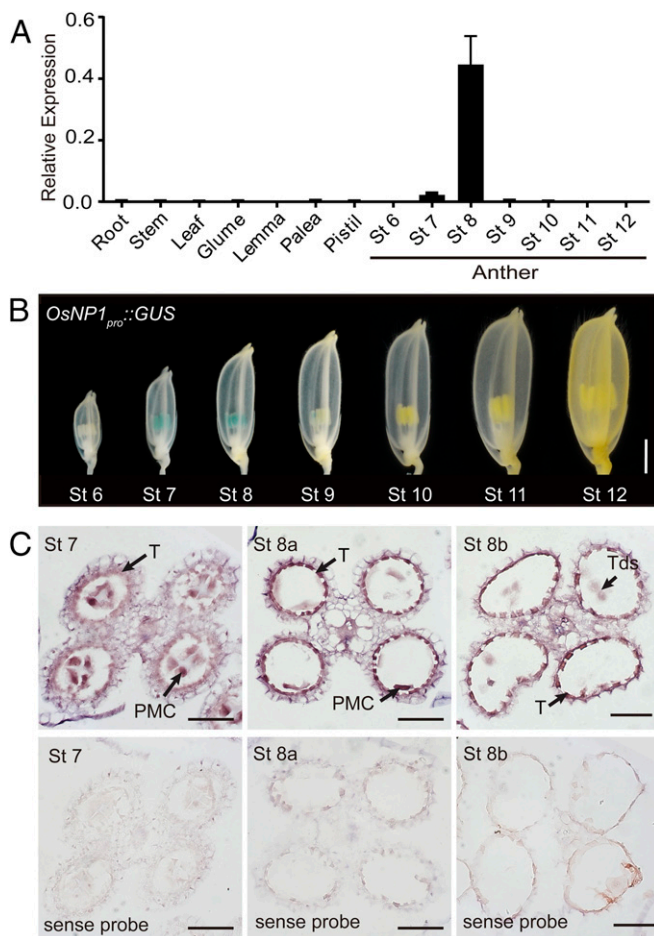 A
Relative Expression
0.6
0.4
0.2
0.0
Root
Stem
Leaf
Glume
Lemma
Palea
Pistil
St 6
St 7
St 8
St 9
St 10
St 11
St 12
Anther
B
OsNP1pro::GUS
St 6 St 7 St 8 St 9 St 10 St 11 St 12
C
St 7
T
PMC
St 8a
T
PMC
St 8b
Tds
T
St 7
sense probe
St 8a
sense probe
St 8b
sense probe